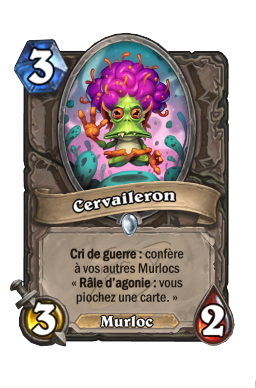 3
Cervaileron
Cri de guerre : confère
à vos autres Murlocs
« Râle d'agonie : vous
piochez une carte. »
3
Murloc
2